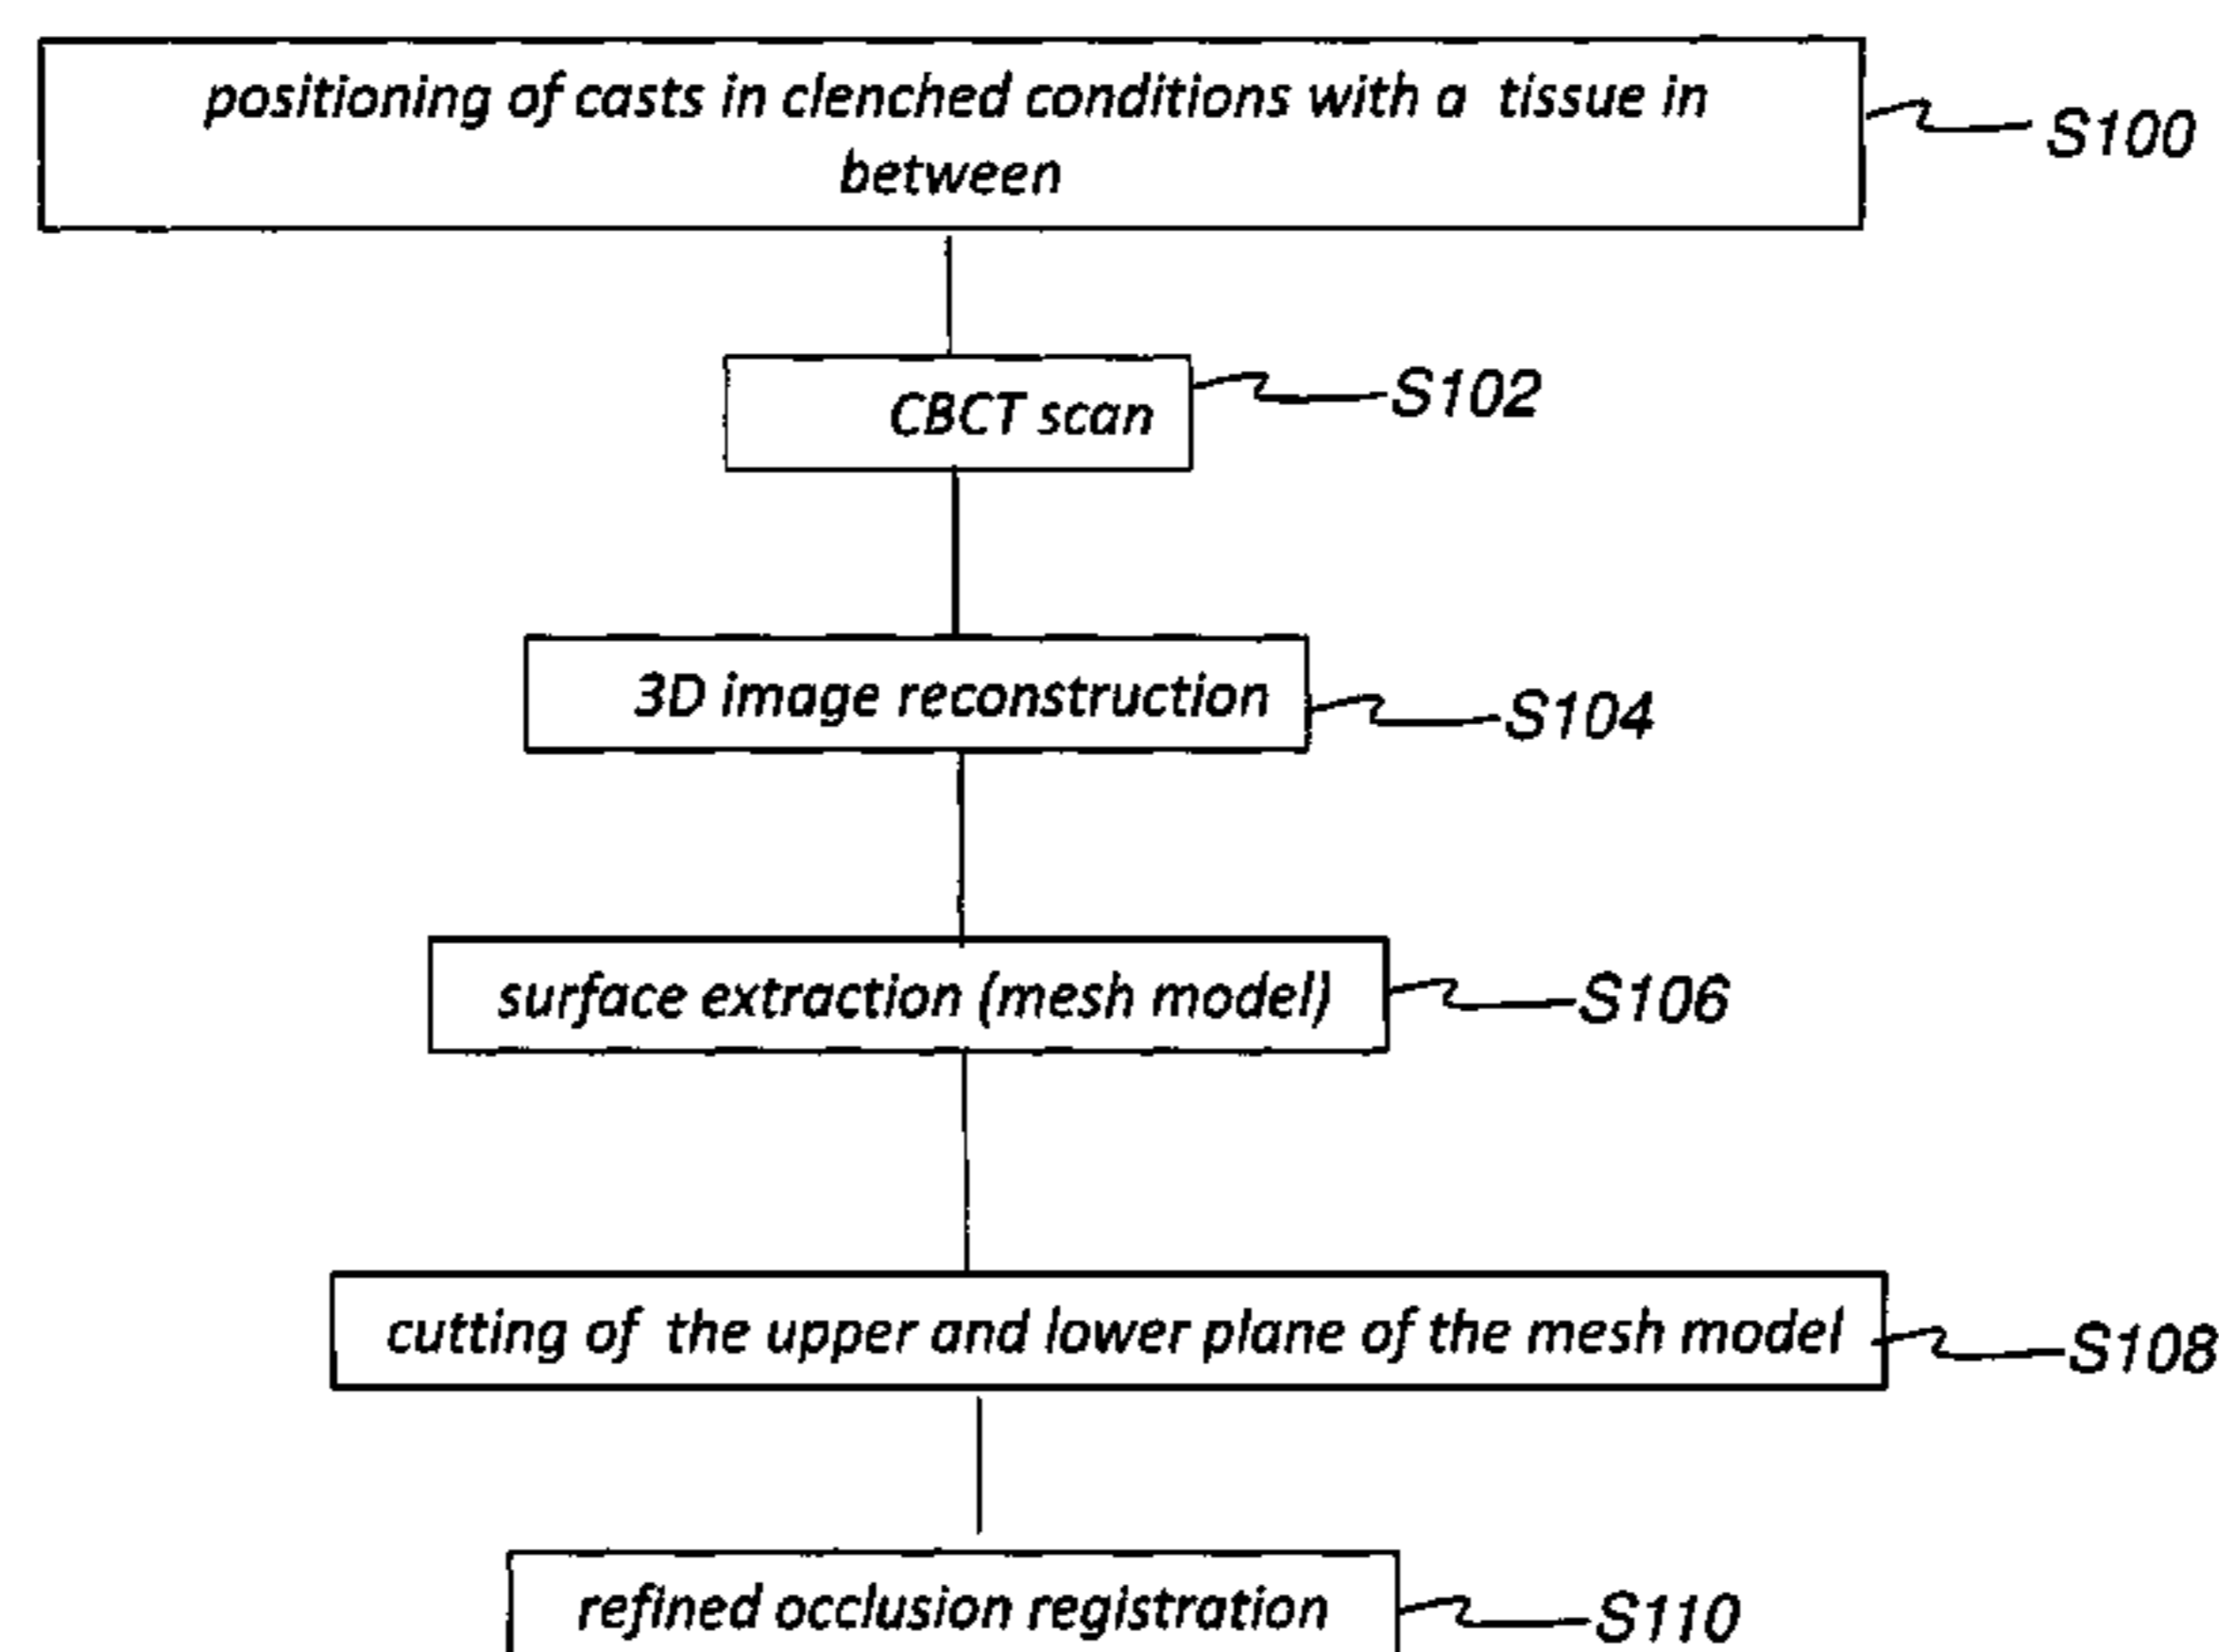 positioning of casts in clenched conditions with a tissue in
between
S100
CBCT scan
S102
3D image reconstruction
S104
surface extraction (mesh model)
S106
cutting of the upper and lower plane of the mesh model
S108
refined occlusion registration
S110